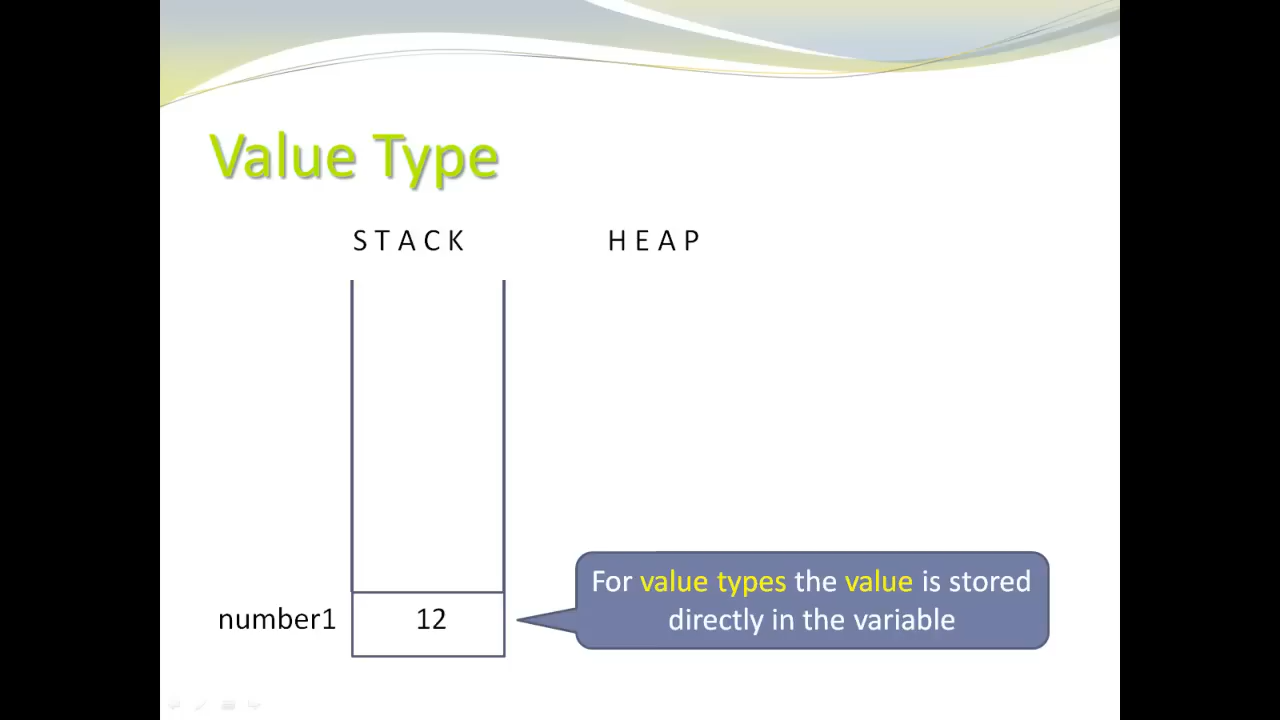 Value Type
STACK HEAP
number1 12
For value types the value is stored
directly in the variable